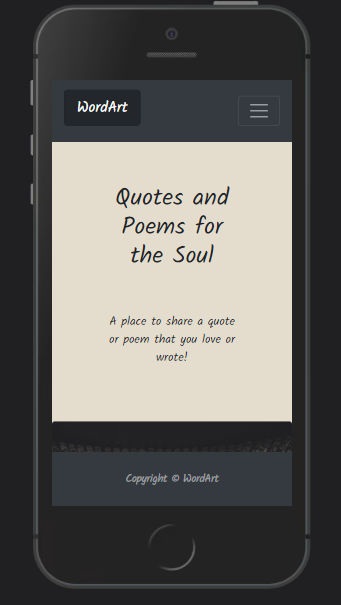 WordArt
Quotes and
Poems for
the Soul
A place to share a quote
or poem that you love or
wrote!
Copyright © WordArt